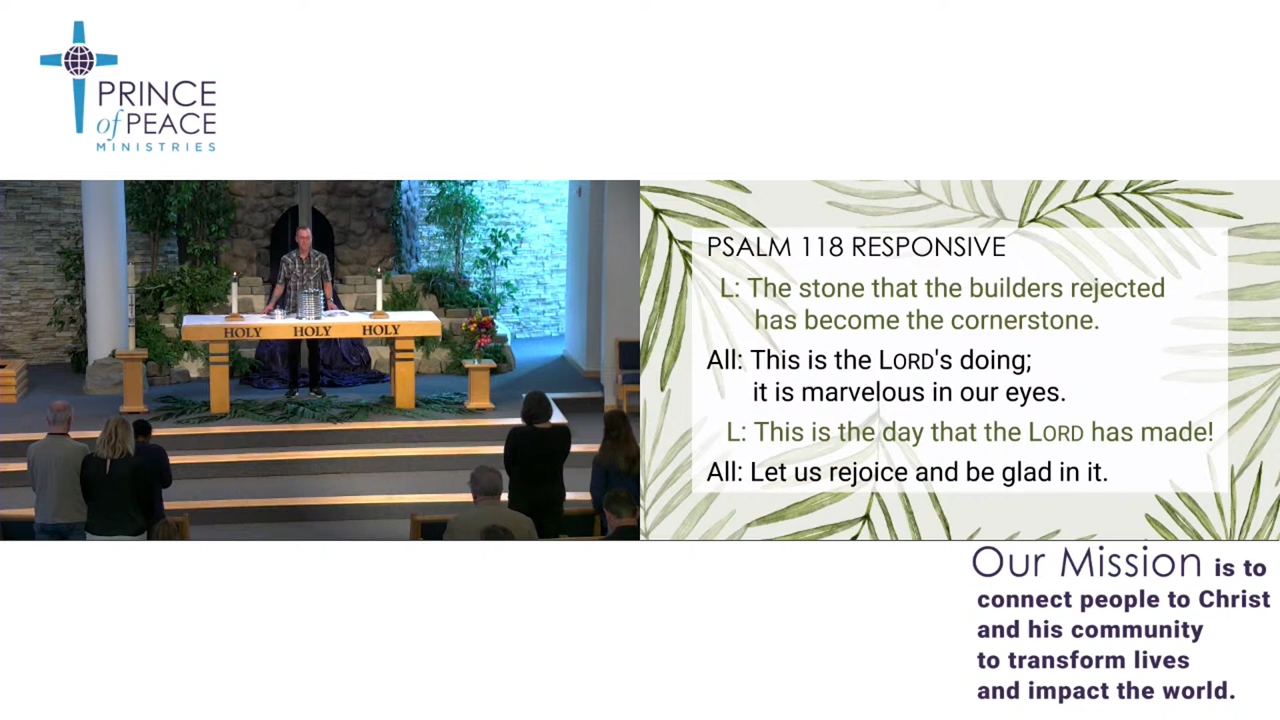 PRINCE
of PEACE
MINISTRIES
HOLY HOLY HOLY
PSALM 118 RESPONSIVE
L: The stone that the builders rejected
has become the cornerstone.
All: This is the LORD's doing;
it is marvelous in our eyes.
L: This is the day that the LORD has made!
All: Let us rejoice and be glad in it.
Our Mission is to
connect people to Christ
and his community
to transform lives
and impact the world.